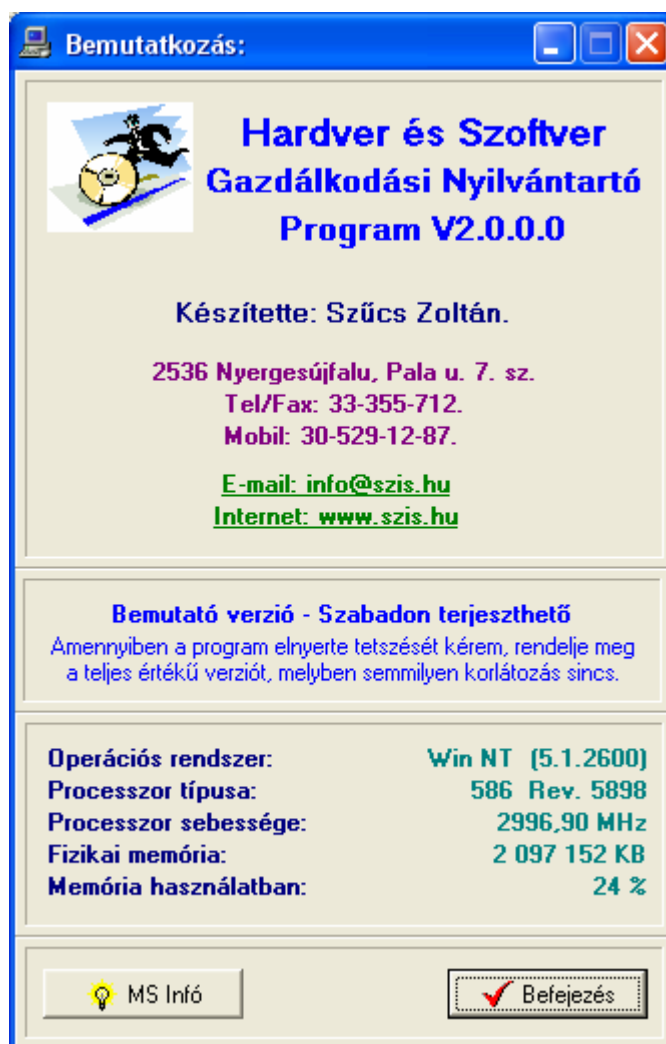 Bemutatkozás:
Hardver és Szoftver
Gazdálkodási Nyilvántartó
Program V2.0.0.0
Készítette: Szűcs Zoltán.
2536 Nyergesújfalu, Pala u. 7. sz.
Tel/Fax: 33-355-712.
Mobil: 30-529-12-87.
E-mail: info@szis.hu
Internet: www.szis.hu
Bemutató verzió - Szabadon terjeszthető
Amennyiben a program elnyerte tetszését kérem, rendelje meg
a teljes értékű verziót, melyben semmilyen korlátozás sincs.
Operációs rendszer: Win NT (5.1.2600)
Processzor típusa: 586 Rev. 5898
Processzor sebessége: 2996,90 MHz
Fizikai memória: 2 097 152 KB
Memória használatban: 24 %
MS Infó Befejezés